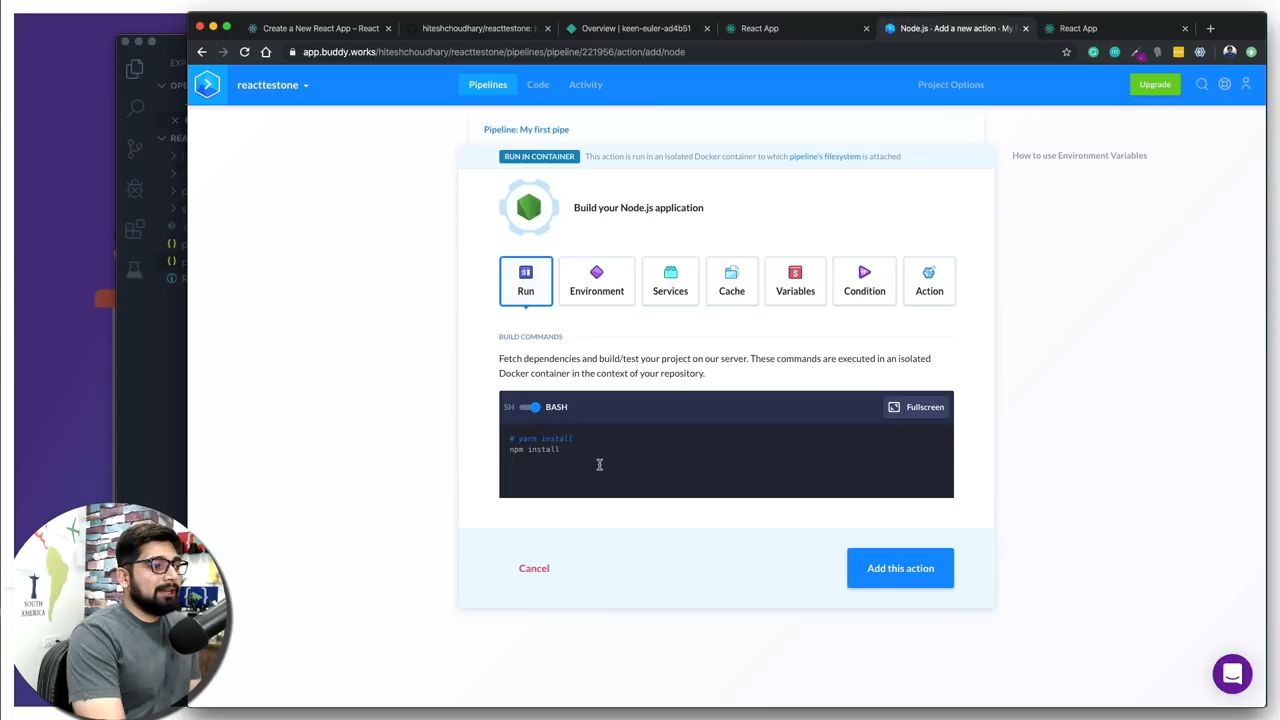 Create a New React App – React
hiteshchoudhary/reacttestone: 
Overview | keen-euler-ad4b51
React App
Node.js - Add a new action - My
React App
app.buddy.works/hiteshchoudhary/reacttestone/pipelines/pipeline/221956/action/add/node
reacttestone
Pipelines
Code
Activity
Project Options
Upgrade
Pipeline: My first pipe
RUN IN CONTAINER
This action is run in an isolated Docker container to which pipeline's filesystem is attached
How to use Environment Variables
Build your Node.js application
Run
Environment
Services
Cache
Variables
Condition
Action
BUILD COMMANDS
Fetch dependencies and build/test your project on our server. These commands are executed in an isolated
Docker container in the context of your repository.
SH
BASH
Fullscreen
# yarn install
npm install
Cancel
Add this action
SOUTH
AMERICA